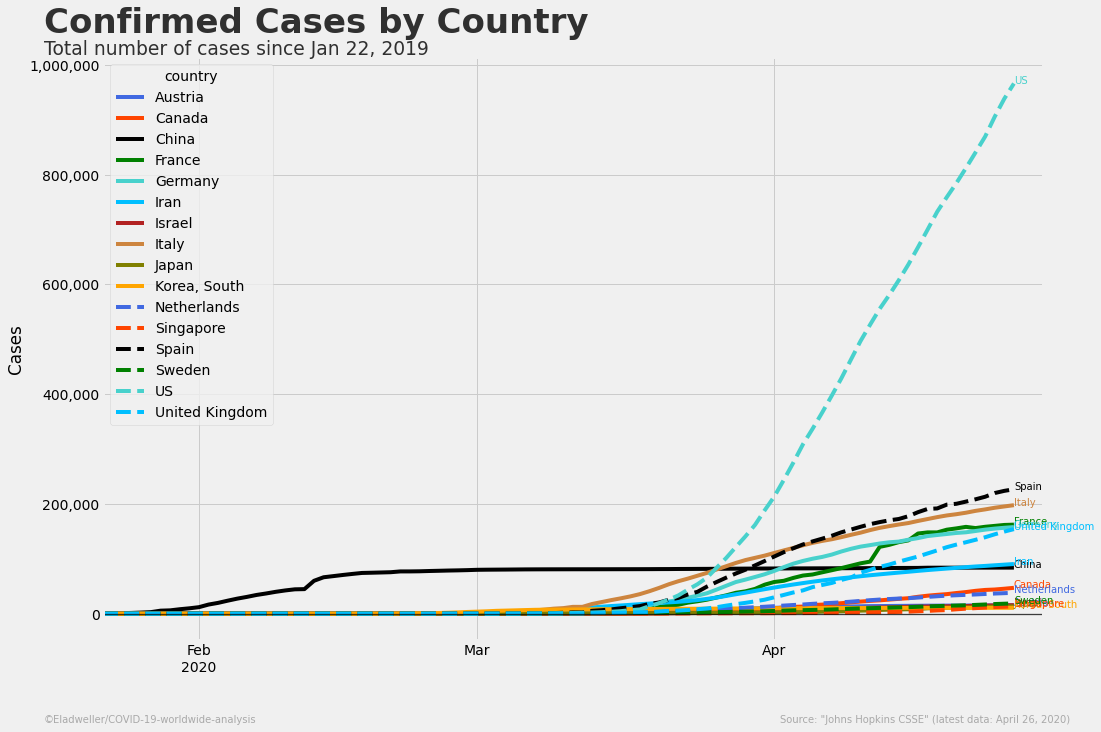 Confirmed Cases by Country
Total number of cases since Jan 22, 2019
1,000,000
800,000
600,000
400,000
200,000
0
Cases
country
Austria
Canada
China
France
Germany
Iran
Israel
Italy
Japan
Korea, South
Netherlands
Singapore
Spain
Sweden
US
United Kingdom
US
Spain
Italy
France
United Kingdom
Iran
China
Canada
Netherlands
Sweden
Singapore
Feb
2020
Mar
Apr
©Eladweller/COVID-19-worldwide-analysis
Source: "Johns Hopkins CSSE" (latest data: April 26, 2020)